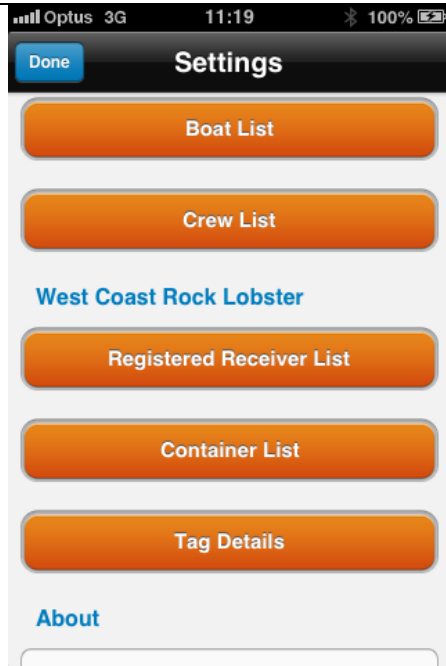 Optus 3G 11:19 100%
Done Settings
Boat List
Crew List
West Coast Rock Lobster
Registered Receiver List
Container List
Tag Details
About